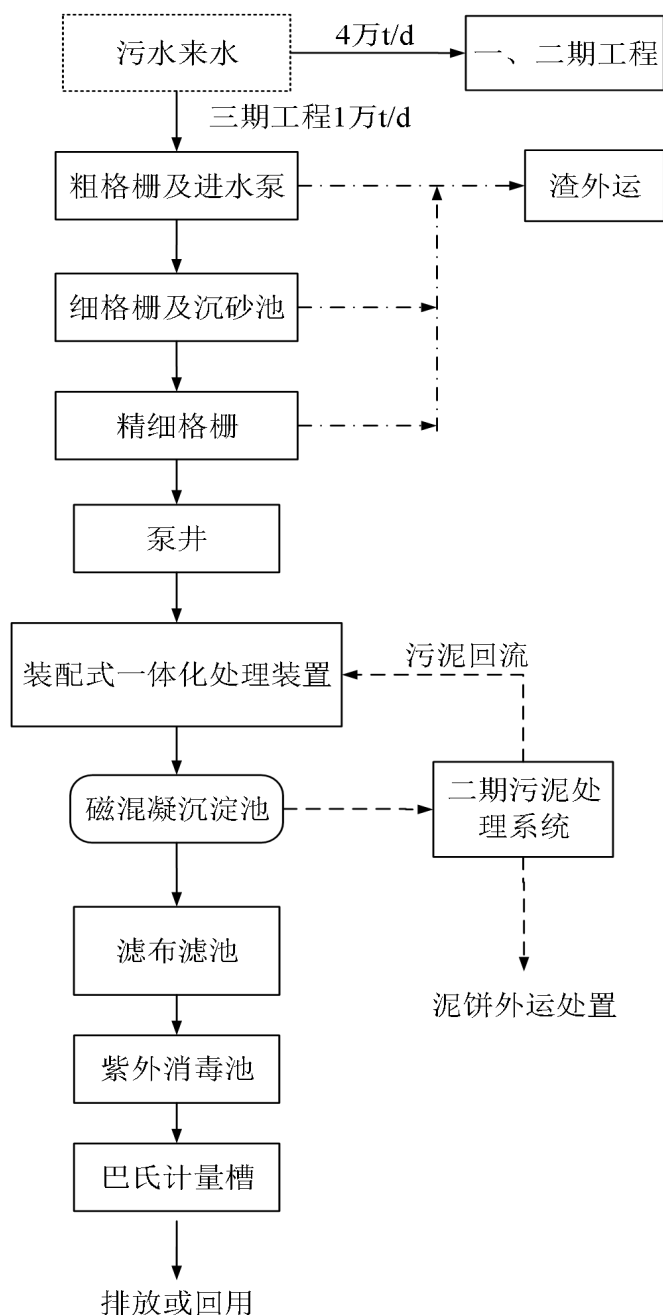 污水来水
4万t/d
一、二期工程
三期工程1万t/d
粗格栅及进水泵
渣外运
细格栅及沉砂池
精细格栅
泵井
装配式一体化处理装置
污泥回流
磁混凝沉淀池
二期污泥处
理系统
滤布滤池
泥饼外运处置
紫外消毒池
巴氏计量槽
排放或回用